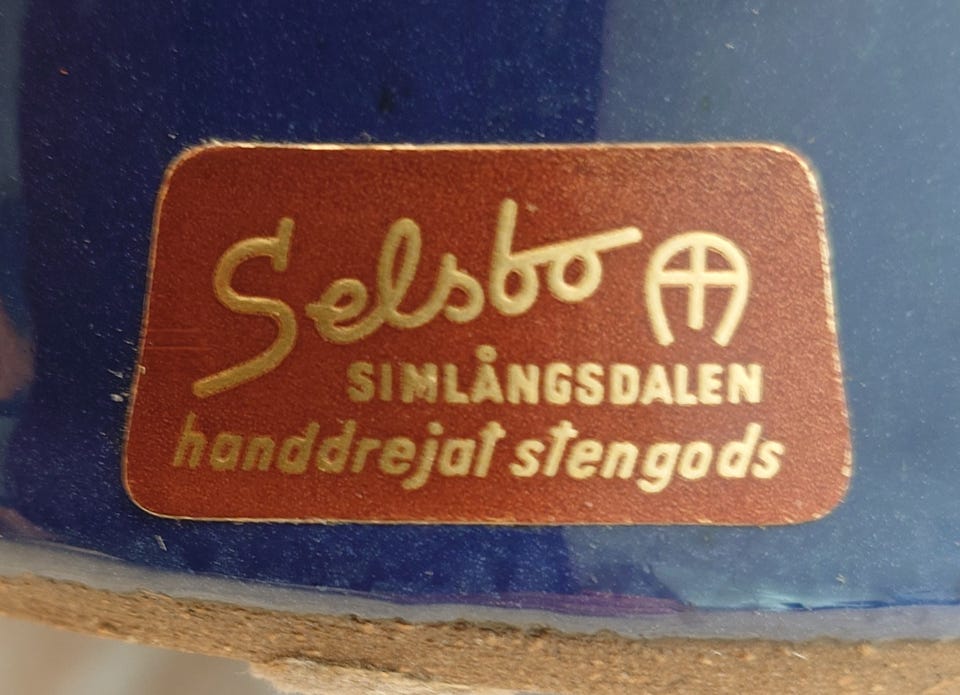 Selsbo
SIMLÅNGSDALEN
handdrejat stengods